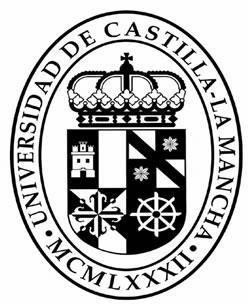 · UNIVERSIDAD DE CASTILLA-LA MANCHA ·
MCMLXXXII